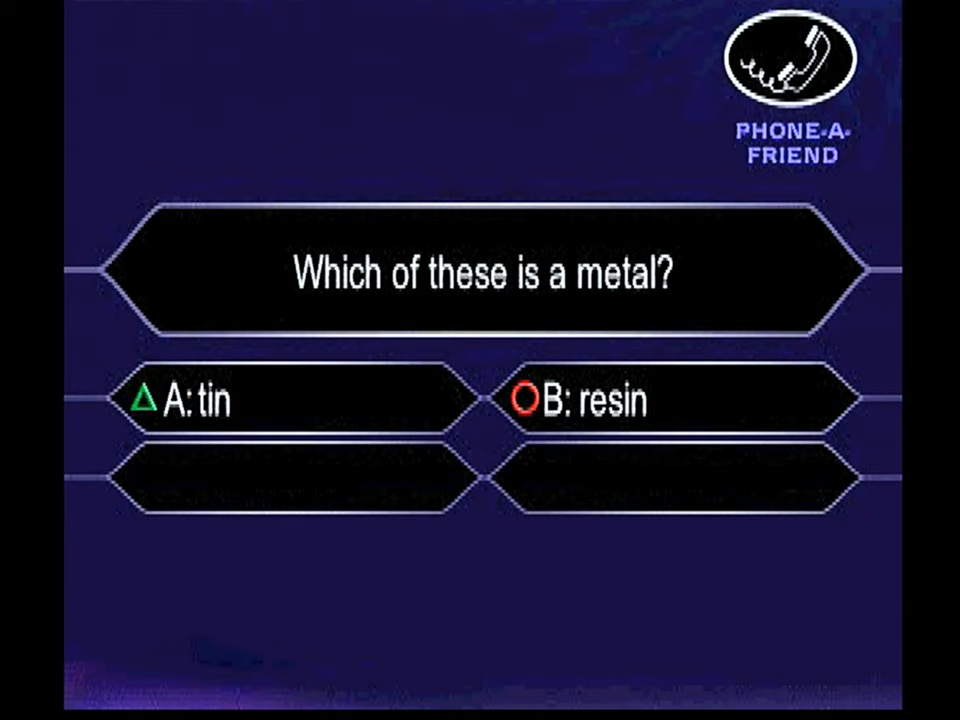 PHONE-A-
FRIEND
Which of these is a metal?
A: tin
B: resin